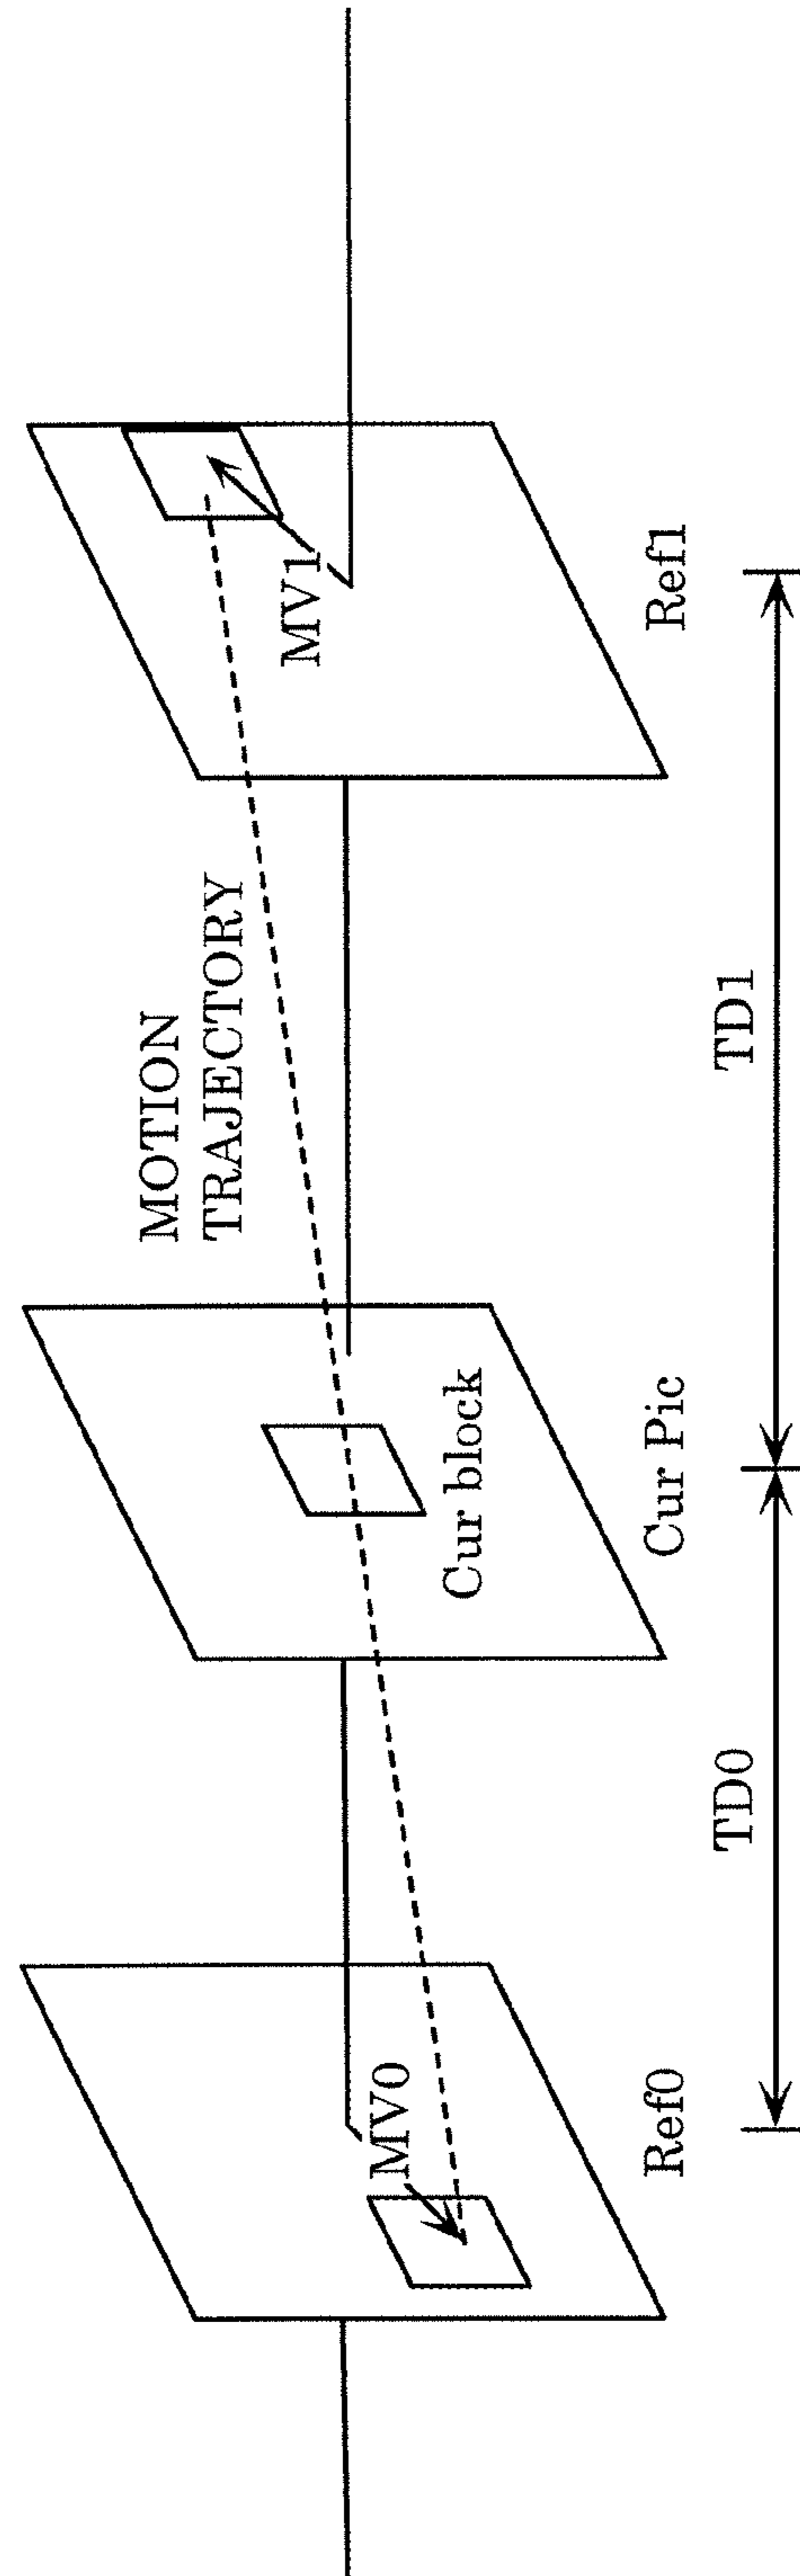 MOTION
TRAJECTORY
MV0
MV1
Cur block
Ref0
Cur Pic
Ref1
TD0
TD1